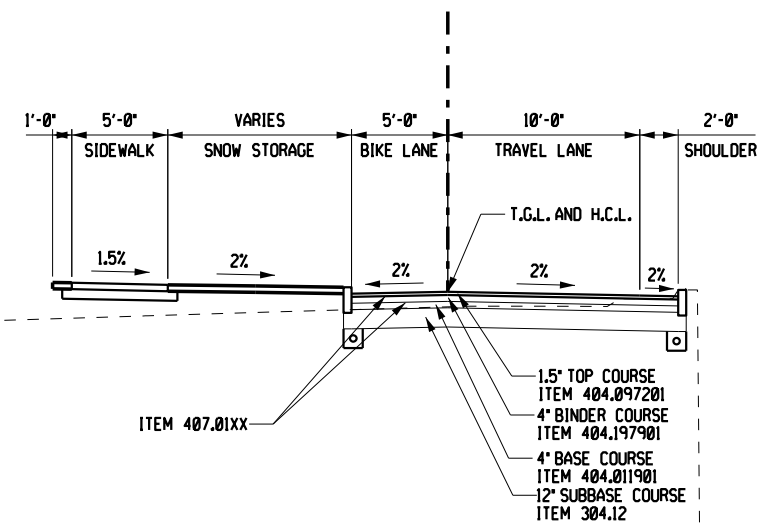 1'-0" 5'-0" VARIES 5'-0" 10'-0" 2'-0"
SIDEWALK SNOW STORAGE BIKE LANE TRAVEL LANE SHOULDER
T.G.L. AND H.C.L.
1.5% 2% 2% 2% 2%
1.5" TOP COURSE
ITEM 404.097201
4" BINDER COURSE
ITEM 404.197901
ITEM 407.01XX
4" BASE COURSE
ITEM 404.011901
12" SUBBASE COURSE
ITEM 304.12